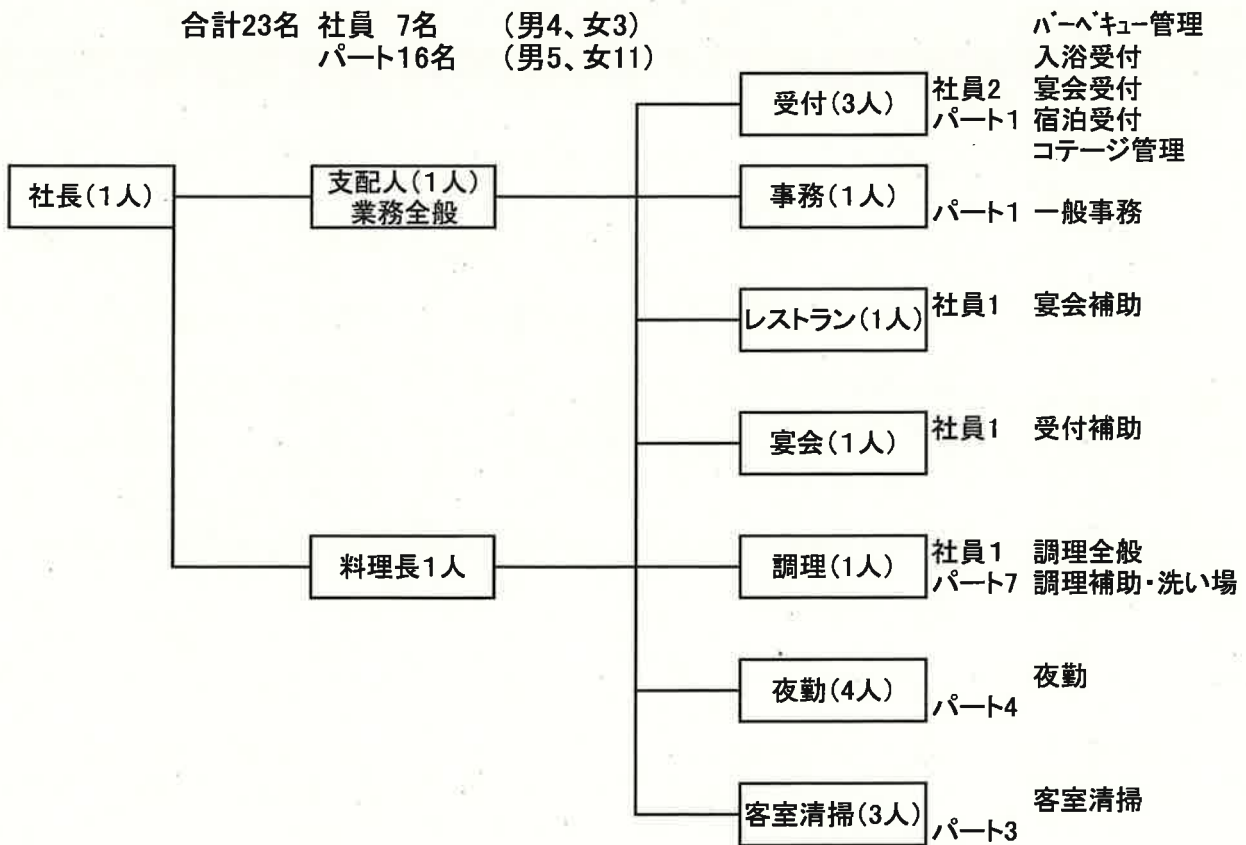 合計23名 社員 7名 (男4、女3)
パート16名 (男5、女11)
社長(1人)
支配人(1人)
業務全般
料理長1人
受付(3人)
社員2
パート1
バーベキュー管理
入浴受付
宴会受付
宿泊受付
コテージ管理
事務(1人)
パート1 一般事務
レストラン(1人)
社員1 宴会補助
宴会(1人)
社員1 受付補助
調理(1人)
社員1 調理全般
パート7 調理補助・洗い場
夜勤(4人)
パート4
夜勤
客室清掃(3人)
パート3
客室清掃